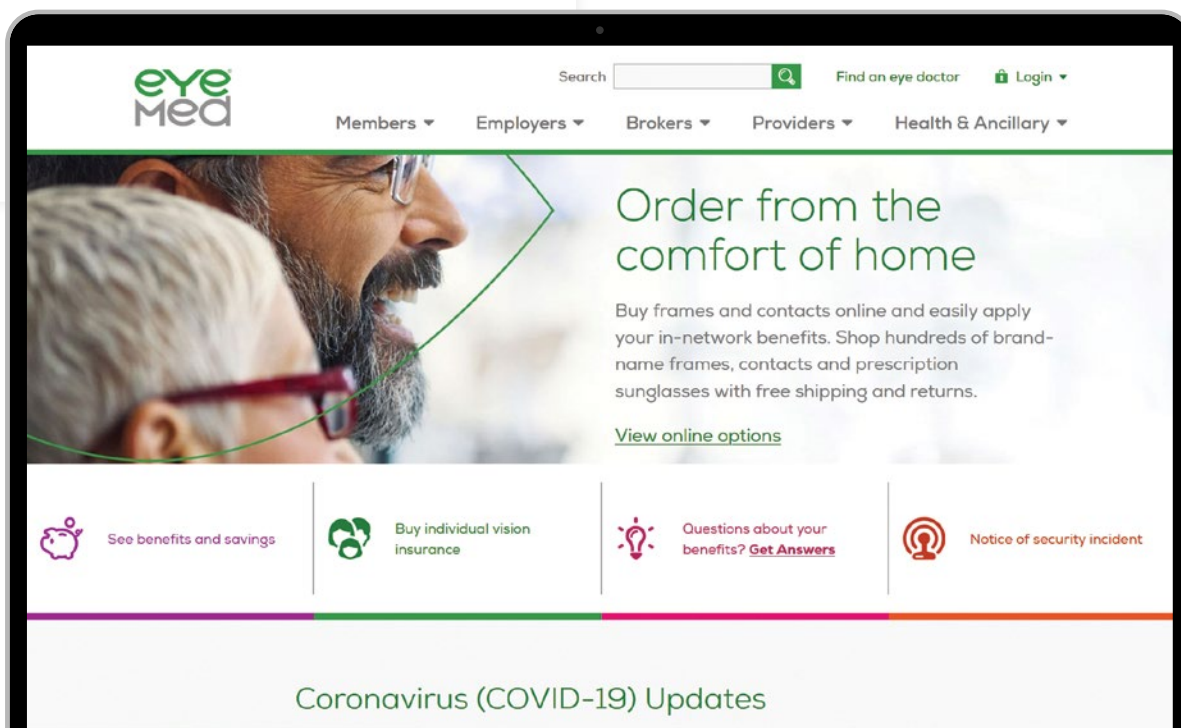 eye
Med
Search
Find an eye doctor
Login
Members
Employers
Brokers
Providers
Health & Ancillary
Order from the
comfort of home
Buy frames and contacts online and easily apply
your in-network benefits. Shop hundreds of brand-
name frames, contacts and prescription
sunglasses with free shipping and returns.
View online options
See benefits and savings
Buy individual vision
insurance
Questions about your
benefits? Get Answers
Notice of security incident
Coronavirus (COVID-19) Updates